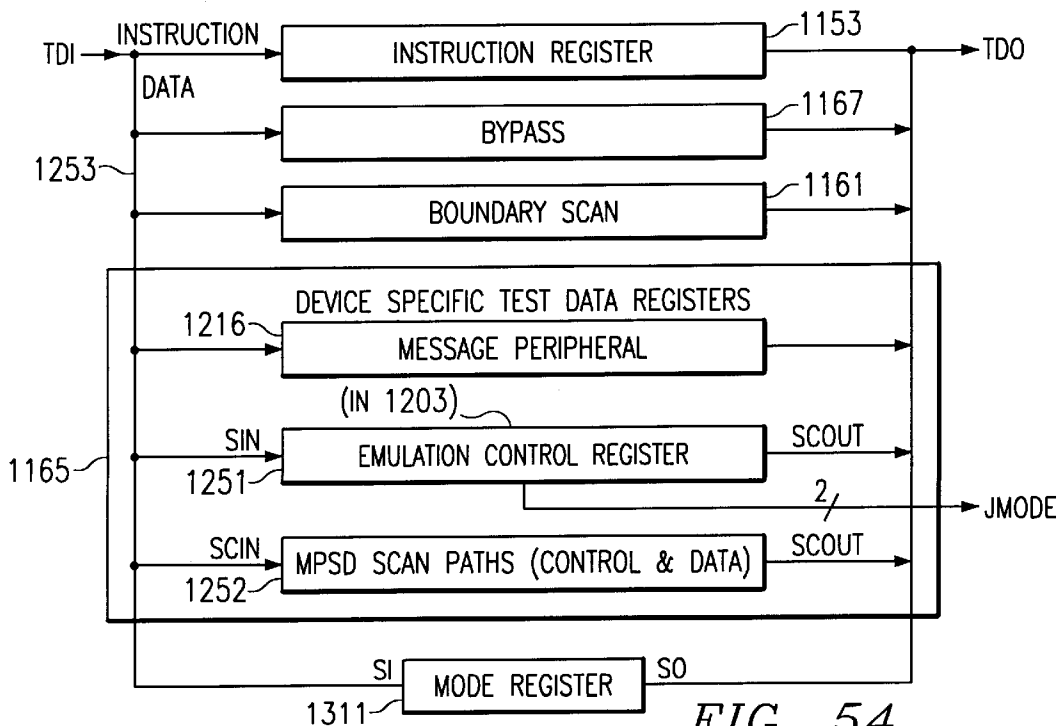 TDI INSTRUCTION INSTRUCTION REGISTER 1153 TDO
DATA
BYPASS 1167
1253
BOUNDARY SCAN 1161
DEVICE SPECIFIC TEST DATA REGISTERS
1216
MESSAGE PERIPHERAL
(IN 1203)
SIN EMULATION CONTROL REGISTER SCOUT
1165
1251
2
JMODE
SCIN MPSD SCAN PATHS (CONTROL & DATA) SCOUT
1252
SI MODE REGISTER SO
1311
FIG. 54